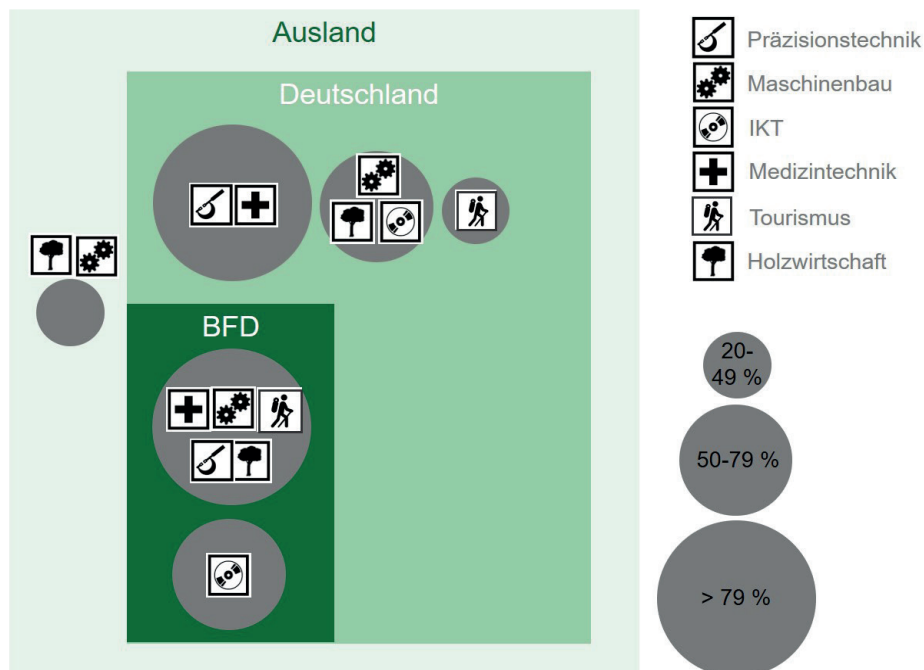 Ausland
Deutschland
BFD
Präzisionstechnik
Maschinenbau
IKT
Medizintechnik
Tourismus
Holzwirtschaft
20-
49 %
50-79 %
> 79 %